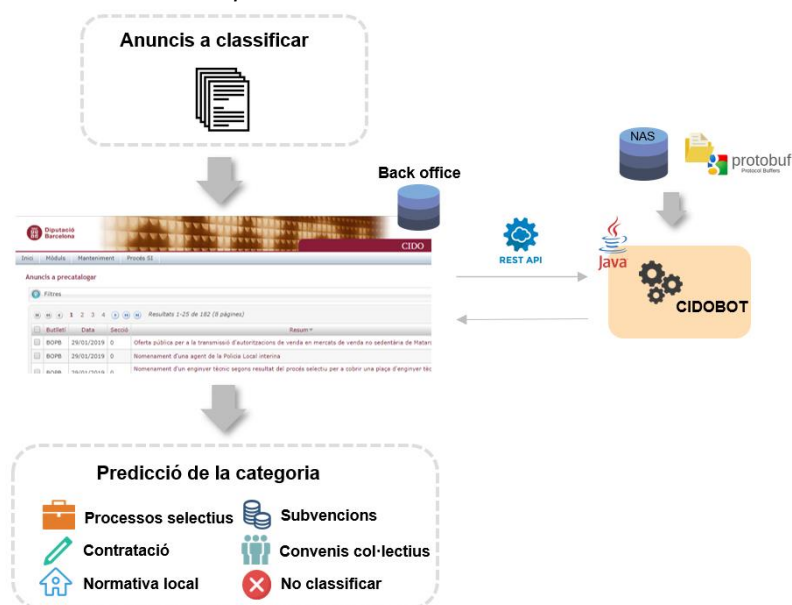 Anuncis a classificar
Back office
NAS
protobuf
Protocol Buffers
Diputació
Barcelona
CIDO
Inici Mòduls Manteniment Procés SI
Anuncis a precatalogar
Filtres
1 2 3 4 Resultats 1-25 de 182 (8 pàgines)
Butlletí Data Secció Resum
BOPB 29/01/2019 0 Oferta pública per a la transmissió d'autoritzacions de venda en mercats de venda no sedentària de Mataró
BOPB 29/01/2019 0 Nomenament d'una agent de la Policia Local interina
BOPB 29/01/2019 0 Nomenament d'un enginyer tècnic segons resultat del procés selectiu per a cobrir una plaça d'enginyer tèc
REST API
Java
CIDOBOT
Predicció de la categoria
Processos selectius
Subvencions
Contratació
Convenis col·lectius
Normativa local
No classificar